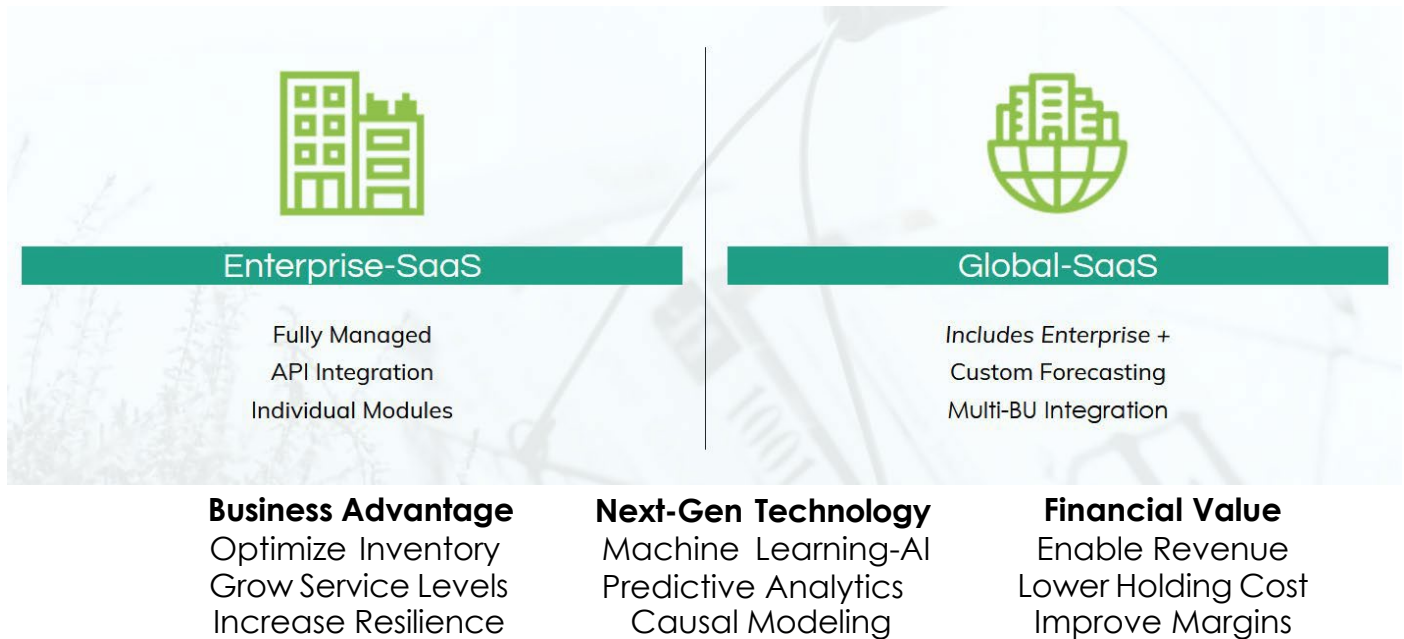 Enterprise-SaaS
Fully Managed
API Integration
Individual Modules
Global-SaaS
Includes Enterprise +
Custom Forecasting
Multi-BU Integration
1001
Business Advantage
Optimize Inventory
Grow Service Levels
Increase Resilience
Next-Gen Technology
Machine Learning-AI
Predictive Analytics
Causal Modeling
Financial Value
Enable Revenue
Lower Holding Cost
Improve Margins